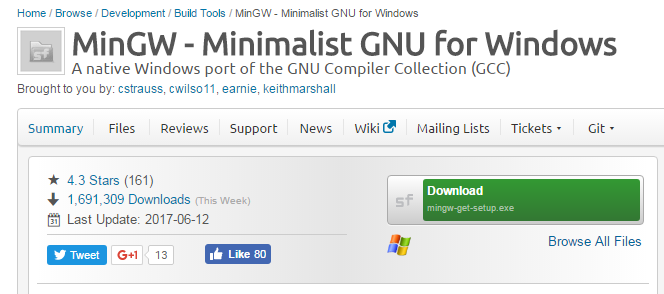 Home / Browse / Development / Build Tools / MinGW - Minimalist GNU for Windows
MinGW - Minimalist GNU for Windows
A native Windows port of the GNU Compiler Collection (GCC)
Brought to you by: cstrauss, cwilso11, earnie, keithmarshall
Summary Files Reviews Support News Wiki Mailing Lists Tickets Git
4.3 Stars (161)
1,691,309 Downloads (This Week)
31 Last Update: 2017-06-12
Tweet G+1 13 Like 80
sf Download
mingw-get-setup.exe
Browse All Files